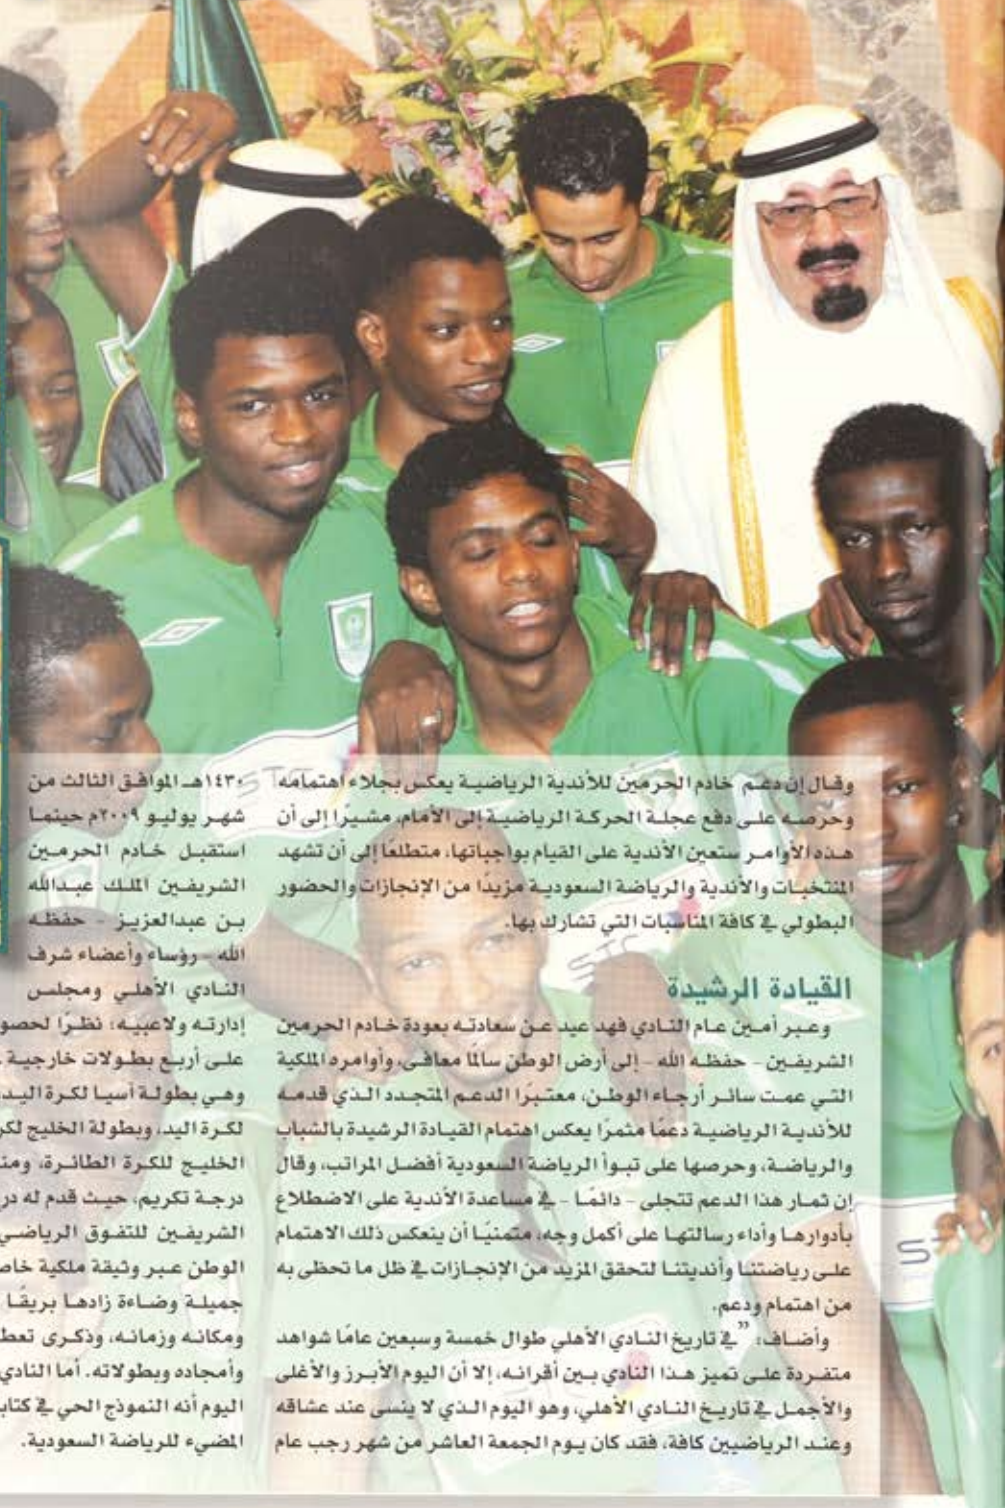 وقال إن دعم خادم الحرمين للأندية الرياضية يعكس بجلاء اهتمامه
وحرصه على دفع عجلة الحركة الرياضية إلى الأمام، مشيرًا إلى أن
هذه الأوامر ستعين الأندية على القيام بواجباتها، متطلعًا إلى أن تشهد
المنتخبات والأندية والرياضة السعودية مزيدًا من الإنجازات والحضور
البطولي في كافة المناسبات التي تشارك بها.
القيادة الرشيدة
وعبر أمين عام النادي فهد عيد عن سعادته بعودة خادم الحرمين
الشريفين - حفظه الله - إلى أرض الوطن سالمًا معافى، وأوامره الملكية
التي عمت سائر أرجاء الوطن، معتبرًا الدعم المتجدد الذي قدمه
للأندية الرياضية دعمًا مثمرًا يعكس اهتمام القيادة الرشيدة بالشباب
والرياضة، وحرصها على تبوأ الرياضة السعودية أفضل المراتب، وقال
إن ثمار هذا الدعم تتجلى - دائمًا - في مساعدة الأندية على الاضطلاع
بأدوارها وأداء رسالتها على أكمل وجه، متمنيًا أن ينعكس ذلك الاهتمام
على رياضتنا وأنديتنا لتحقق المزيد من الإنجازات في ظل ما تحظى به
من اهتمام ودعم.
وأضاف: "في تاريخ النادي الأهلي طوال خمسة وسبعين عامًا شواهد
متفردة على تميز هذا النادي بين أقرانه، إلا أن اليوم الأبرز والأغلى
والأجمل في تاريخ النادي الأهلي، وهو اليوم الذي لا ينسى عند عشاقه
وعند الرياضيين كافة، فقد كان يوم الجمعة العاشر من شهر رجب عام
١٤٣٠هـ الموافق الثالث من
شهر يوليو ٢٠٠٩م حينما
استقبل خادم الحرمين
الشريفين الملك عبدالله
بن عبدالعزيز - حفظه
الله - رؤساء وأعضاء شرف
النادي الأهلي ومجلس
إدارته ولاعبيه؛ نظرًا لحصو
على أربع بطولات خارجية
وهي بطولة آسيا لكرة اليد
لكرة اليد، وبطولة الخليج لكر
الخليج للكرة الطائرة، ومن
درجة تكريم، حيث قدم له در
الشريفين للتفوق الرياضي
الوطن عبر وثيقة ملكية خاص
جميلة وضاءة زادها بريقًا
ومكانه وزمانه، وذكرى تعط
وأمجاده وبطولاته. أما النادي
اليوم أنه النموذج الحي في كتاب
المضيء للرياضة السعودية.
STC
STC